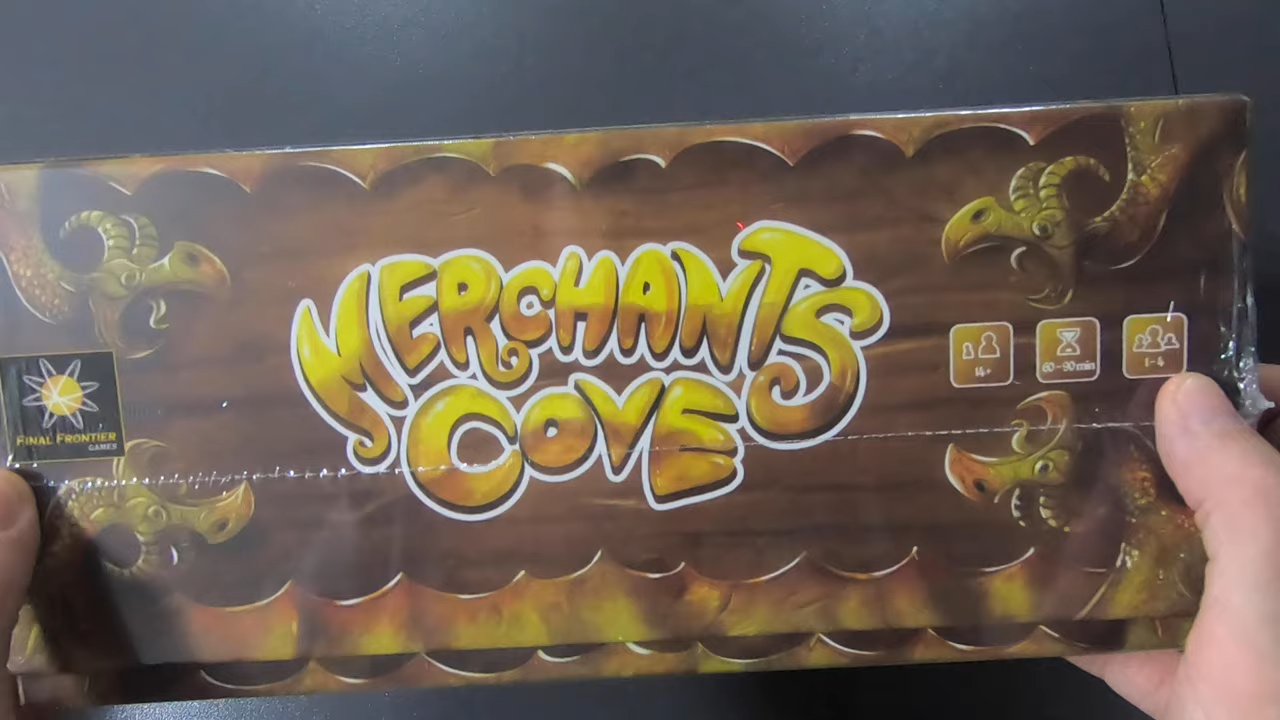 MERCHANTS
COVE
14+
60-90 min
1-4
FINAL FRONTIER
GAMES